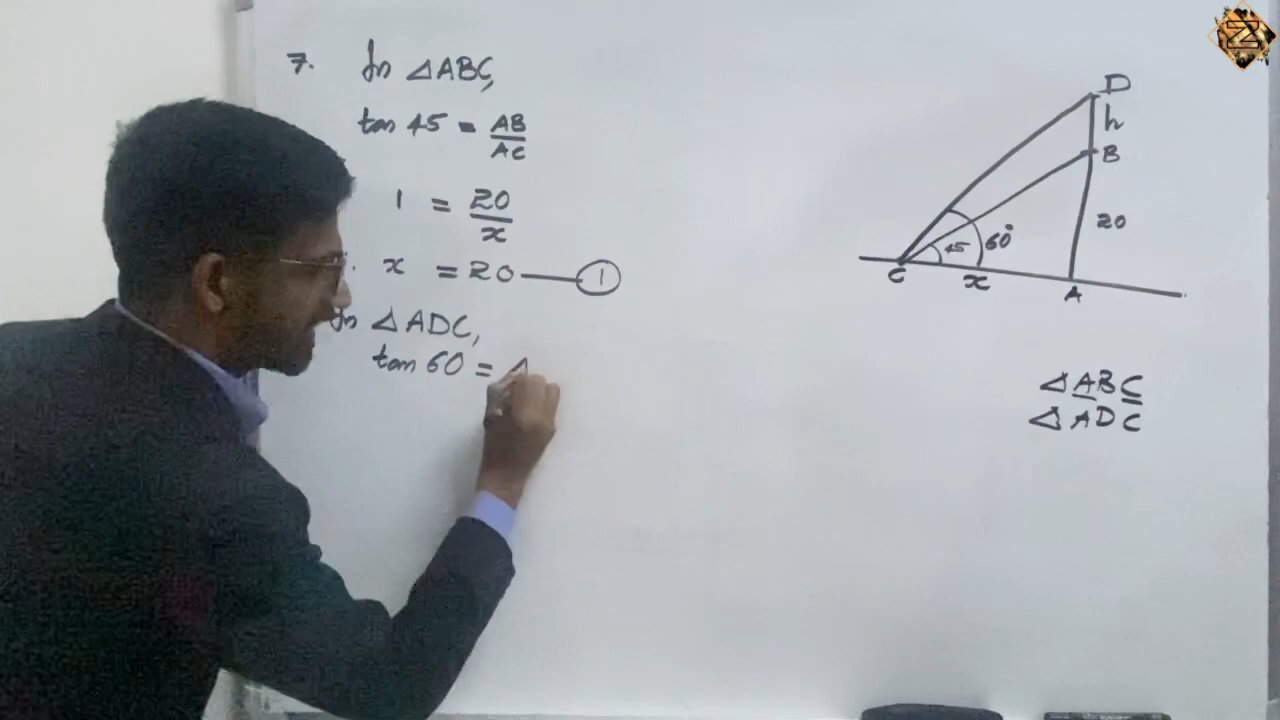 7. In △ABC,
tan 45 = AB/AC
1 = 20/x
x = 20 — 1
In △ADC,
tan 60 = A
D
h
B
20
45 60°
C x A
△ABC
△ADC
Z